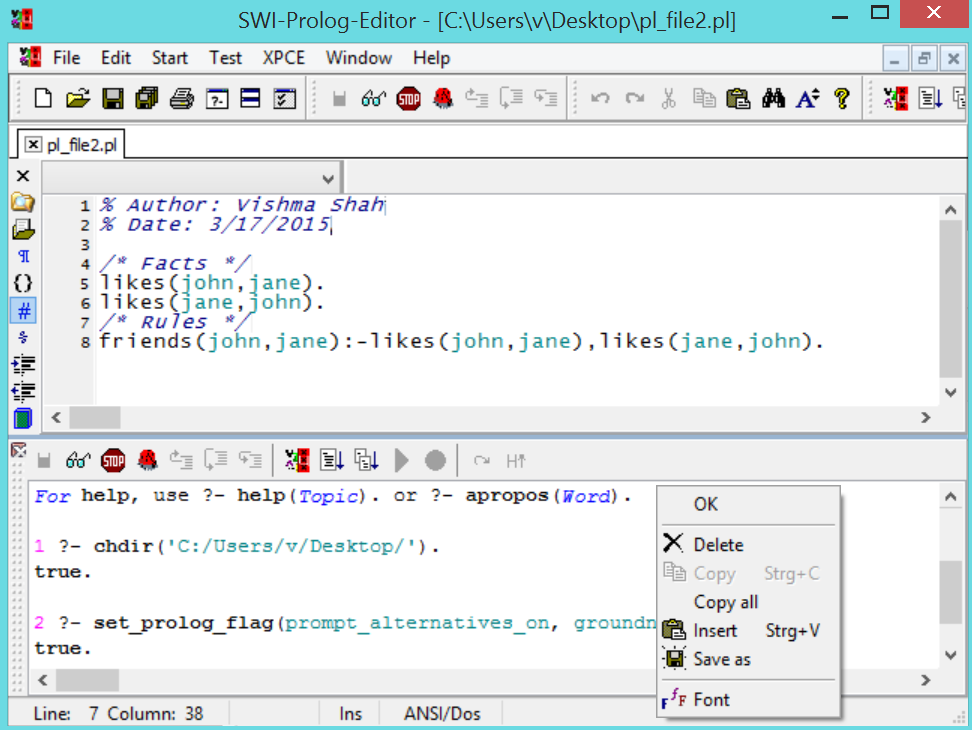 SWI-Prolog-Editor - [C:\Users\v\Desktop\pl_file2.pl]
File Edit Start Test XPCE Window Help
STOP
pl_file2.pl
1 % Author: Vishma Shah
2 % Date: 3/17/2015
3
4 /* Facts */
5 likes(john,jane).
6 likes(jane,john).
7 /* Rules */
8 friends(john,jane):-likes(john,jane),likes(jane,john).
STOP
For help, use ?- help(Topic). or ?- apropos(Word).
1 ?- chdir('C:/Users/v/Desktop/').
true.
2 ?- set_prolog_flag(prompt_alternatives_on, groundn
true.
OK
Delete
Copy Strg+C
Copy all
Insert Strg+V
Save as
Font
Line: 7 Column: 38 Ins ANSI/Dos